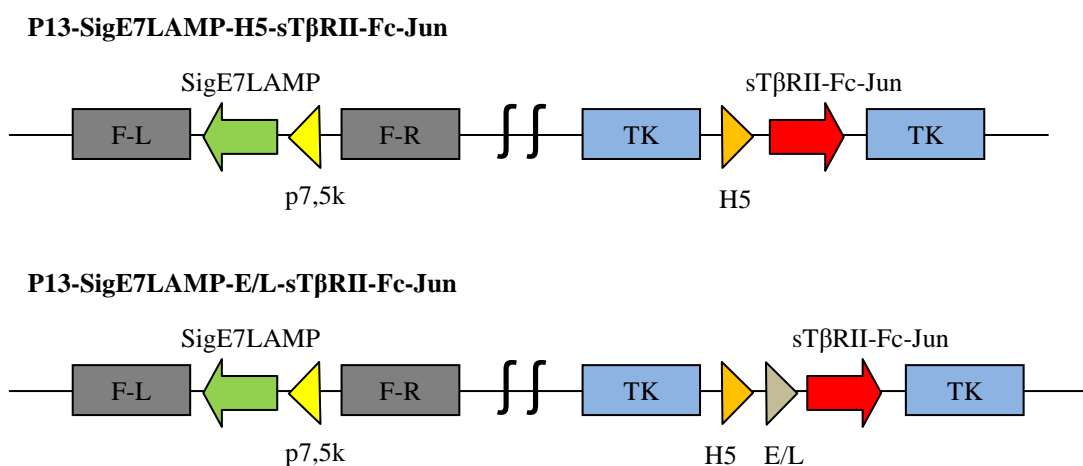 P13-SigE7LAMP-H5-sTβRII-Fc-Jun
SigE7LAMP sTβRII-Fc-Jun
F-L F-R TK TK
p7,5k H5
P13-SigE7LAMP-E/L-sTβRII-Fc-Jun
SigE7LAMP sTβRII-Fc-Jun
F-L F-R TK TK
p7,5k H5 E/L